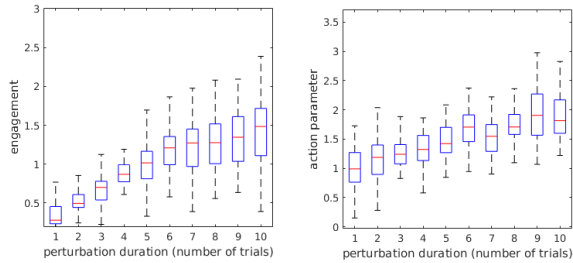 3
2.5
2
1.5
1
0.5
engagement
1 2 3 4 5 6 7 8 9 10
perturbation duration (number of trials)
3.5
3
2.5
2
1.5
1
0.5
0
action parameter
1 2 3 4 5 6 7 8 9 10
perturbation duration (number of trials)